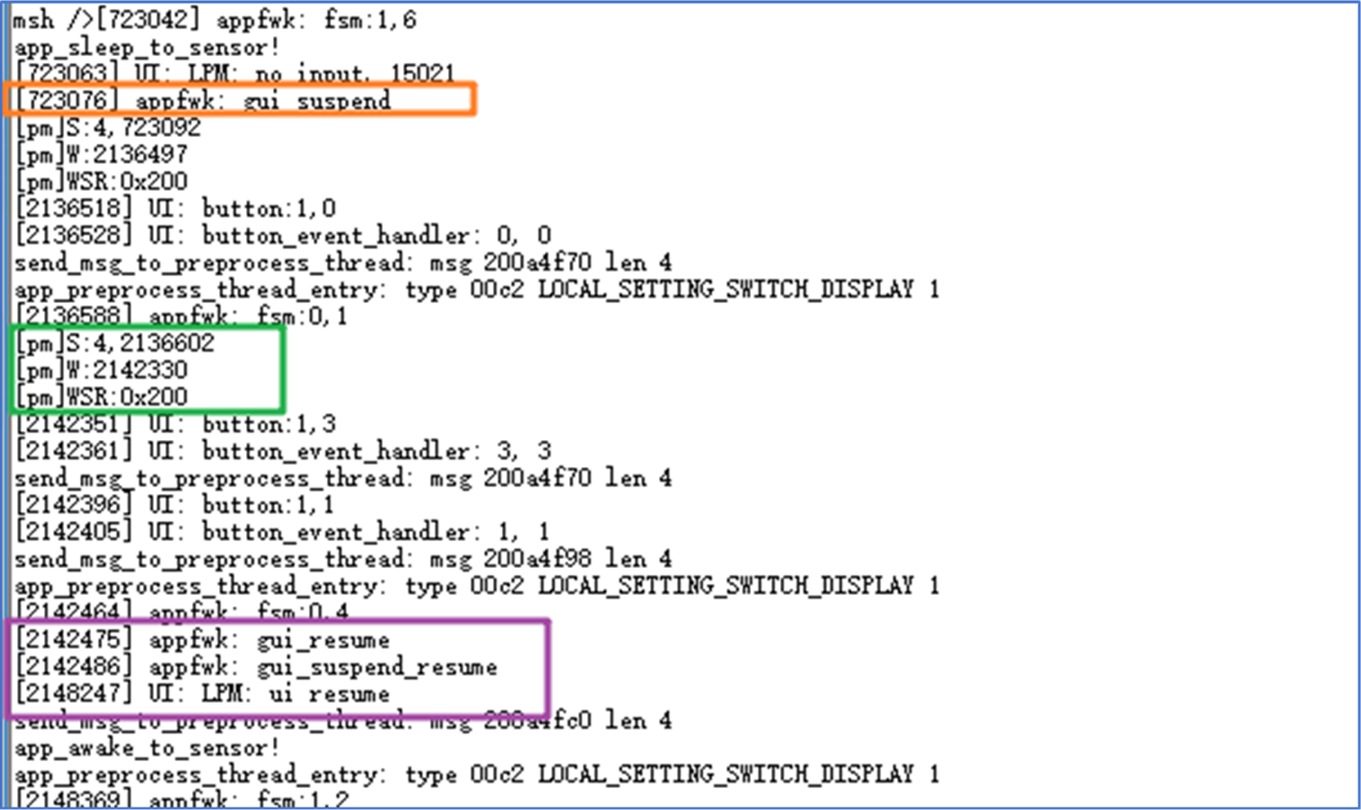 msh />[723042] appfwk: fsm:1,6
app_sleep_to_sensor!
[723063] UI: LPM: no input. 15021
[723076] appfwk: gui_suspend
[pm]S:4,723092
[pm]W:2136497
[pm]WSR:0x200
[2136518] UI: button:1,0
[2136528] UI: button_event_handler: 0, 0
send_msg_to_preprocess_thread: msg 200a4f70 len 4
app_preprocess_thread_entry: type 00c2 LOCAL_SETTING_SWITCH_DISPLAY 1
[2136588] appfwk: fsm:0,1
[pm]S:4,2136602
[pm]W:2142330
[pm]WSR:0x200
[2142351] UI: button:1,3
[2142361] UI: button_event_handler: 3, 3
send_msg_to_preprocess_thread: msg 200a4f70 len 4
[2142396] UI: button:1,1
[2142405] UI: button_event_handler: 1, 1
send_msg_to_preprocess_thread: msg 200a4f98 len 4
app_preprocess_thread_entry: type 00c2 LOCAL_SETTING_SWITCH_DISPLAY 1
[2142464] appfwk: fsm:0,4
[2142475] appfwk: gui_resume
[2142486] appfwk: gui_suspend_resume
[2148247] UI: LPM: ui resume
send_msg_to_preprocess_thread: msg 200a4fc0 len 4
app_awake_to_sensor!
app_preprocess_thread_entry: type 00c2 LOCAL_SETTING_SWITCH_DISPLAY 1
[2148369] appfwk: fsm:1,2